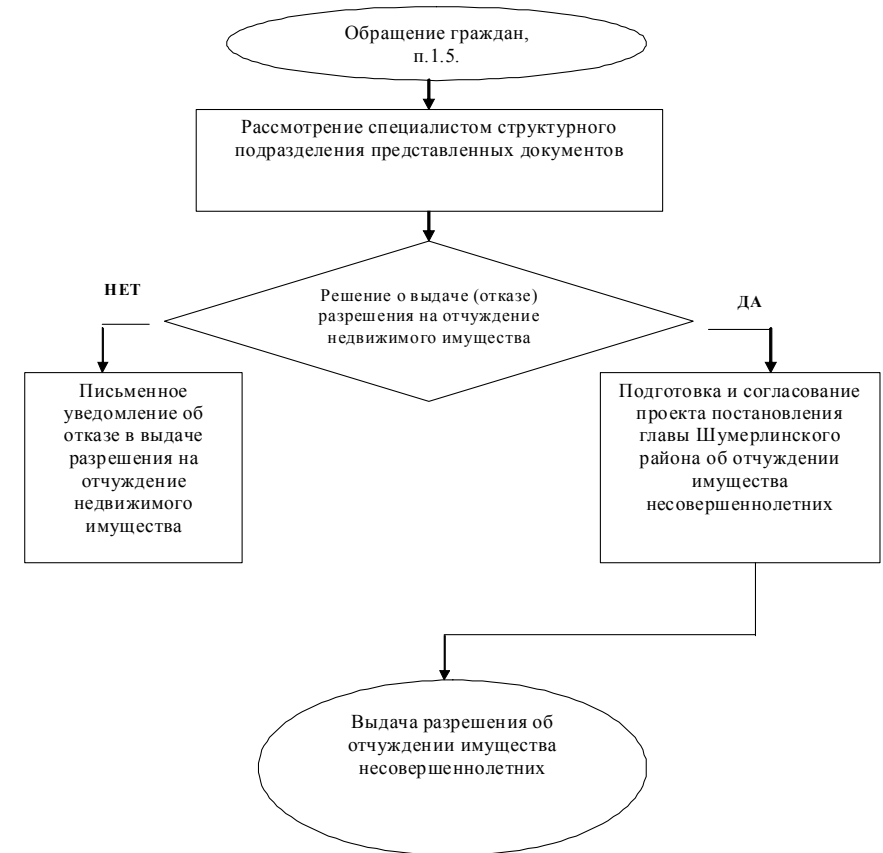 Обращение граждан,
п.1.5.
Рассмотрение специалистом структурного
подразделения представленных документов
Решение о выдаче (отказе)
разрешения на отчуждение
недвижимого имущества
НЕТ
ДА
Письменное
уведомление об
отказе в выдаче
разрешения на
отчуждение
недвижимого
имущества
Подготовка и согласование
проекта постановления
главы Шумерлинского
района об отчуждении
имущества
несовершеннолетних
Выдача разрешения об
отчуждении имущества
несовершеннолетних